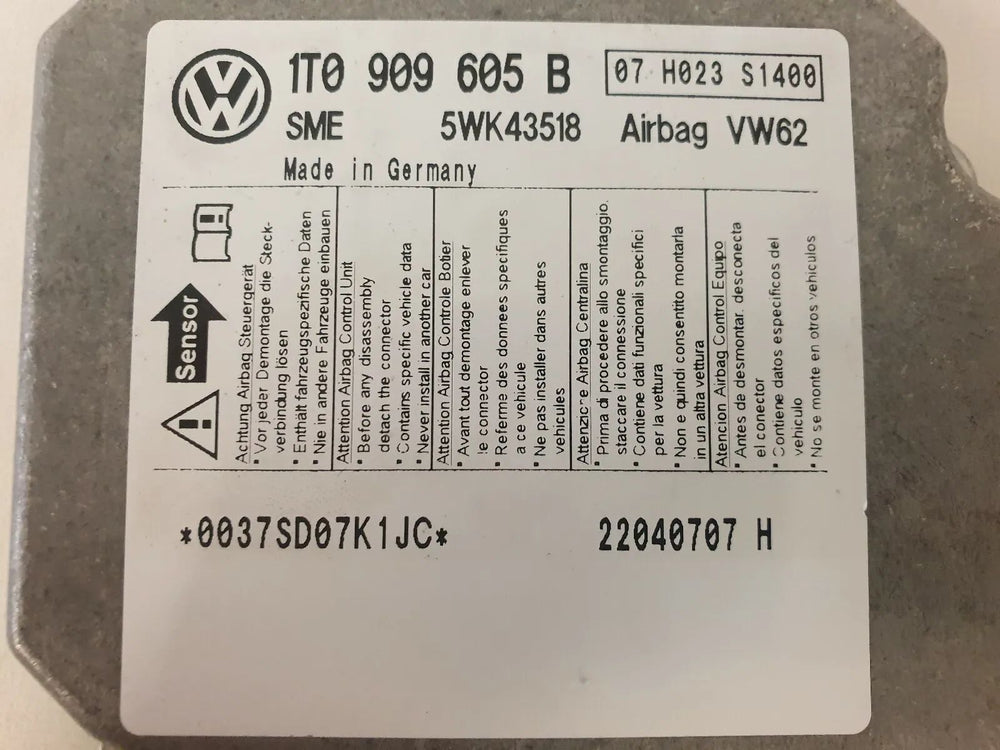 1T0 909 605 B
07 H023 S1400
SME 5WK43518 Airbag VW62
Made in Germany
Sensor
Achtung Airbag Steuergerät
• Vor jeder Demontage die Steck-
verbindung lösen
• Enthält fahrzeugspezifische Daten
• Nie in andere Fahrzeuge einbauen
Attention Airbag Control Unit
• Before any disassembly
detach the connector
• Contains specific vehicle data
• Never install in another car
Attention Airbag Controle Botier
• Avant tout demontage enlever
le connector
• Referme des donnees specifiques
a ce vehicule
• Ne pas installer dans autres
vehicules
Attenzione Airbag Centralina
• Prima di procedere allo smontaggio.
staccare il connessione
• Contiene dati funzionali specifici
per la vettura
• Non e quindi consentito montarla
in un altra vettura
Atencion Airbag Control Equipo
• Antes de desmontar. desconecta
el conector
• Contiene datos especificos del
vehiculo
• No se monte en otros vehiculos
*0037SD07K1JC* 22040707 H